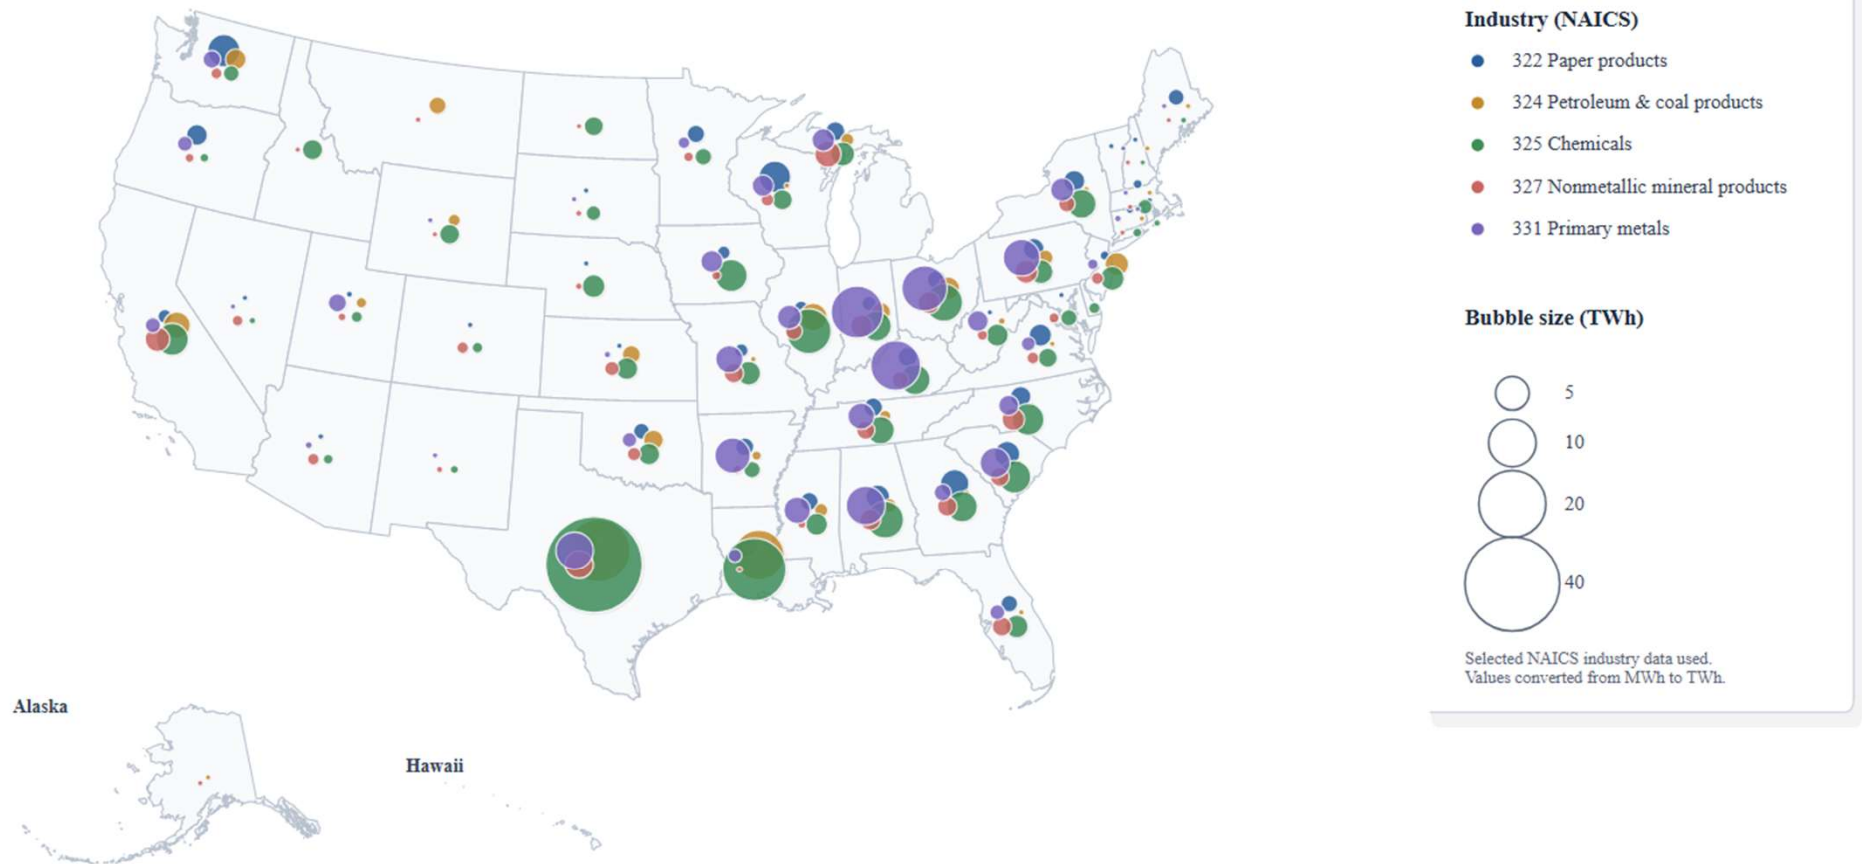 Industry (NAICS)
322 Paper products
324 Petroleum & coal products
325 Chemicals
327 Nonmetallic mineral products
331 Primary metals
Bubble size (TWh)
5
10
20
40
Selected NAICS industry data used.
Values converted from MWh to TWh.
Alaska
Hawaii